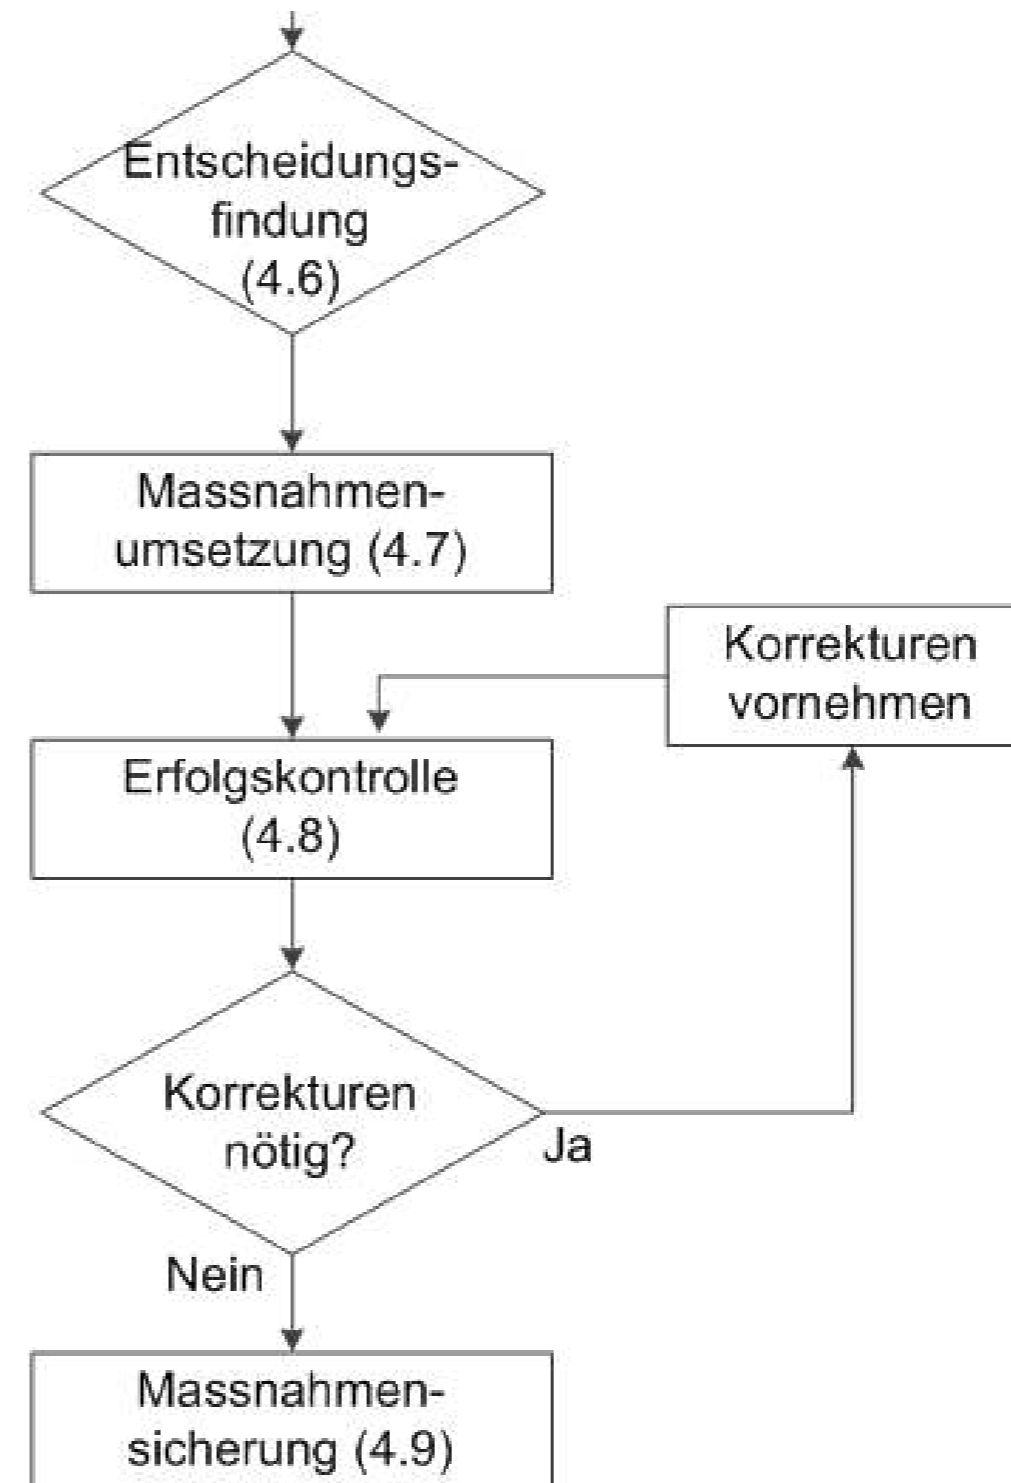 Entscheidungs-
findung
(4.6)
Massnahmen-
umsetzung (4.7)
Korrekturen
vornehmen
Erfolgskontrolle
(4.8)
Korrekturen
nötig?
Ja
Nein
Massnahmen-
sicherung (4.9)